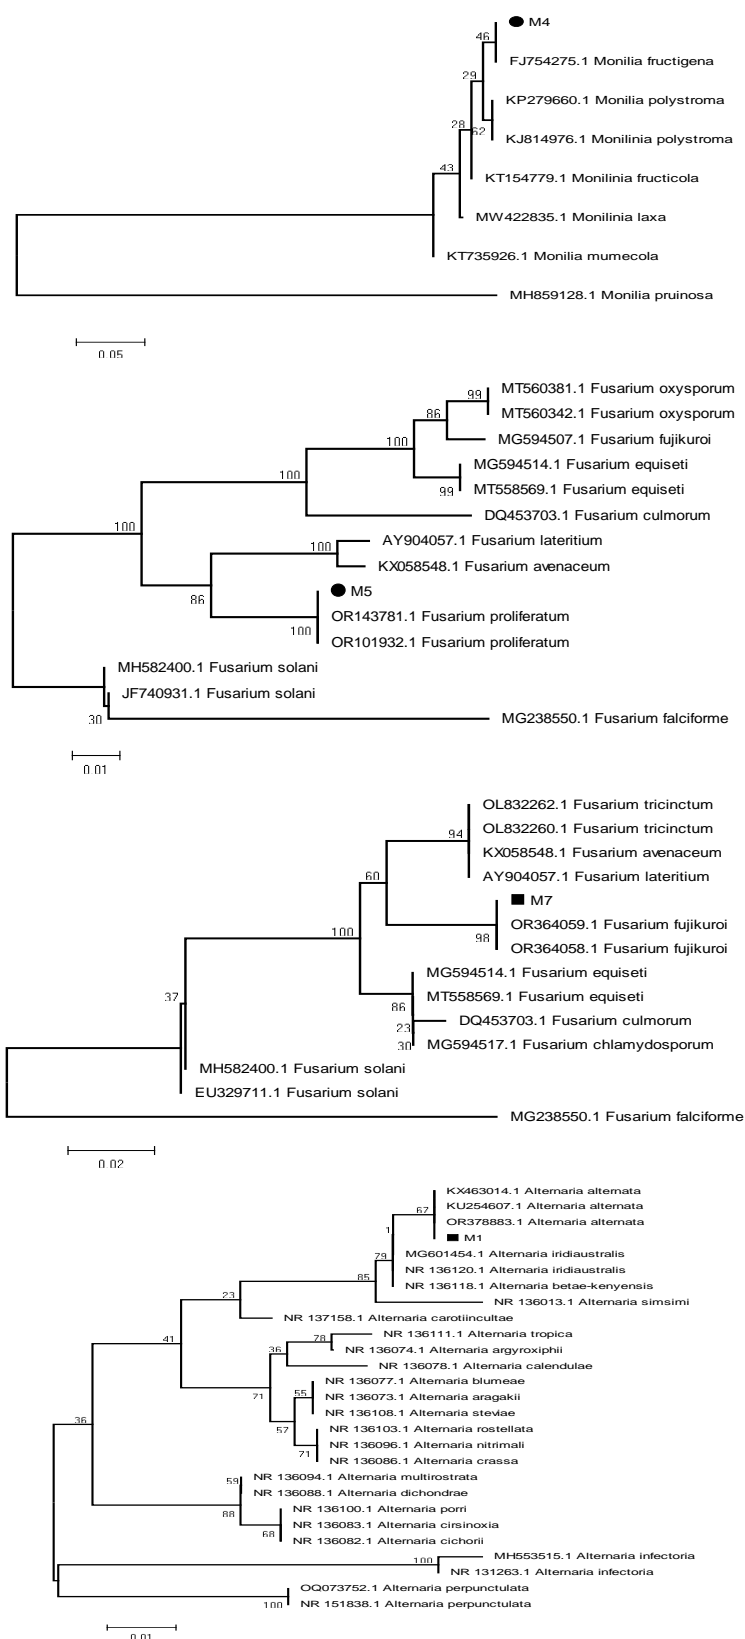 M4
46
FJ754275.1 Monilia fructigena
29
KP279660.1 Monilia polystroma
28
62
KJ814976.1 Monilinia polystroma
43
KT154779.1 Monilinia fructicola
MW422835.1 Monilinia laxa
KT735926.1 Monilia mumecola
MH859128.1 Monilia pruinosa
0.05
MT560381.1 Fusarium oxysporum
99
MT560342.1 Fusarium oxysporum
86
MG594507.1 Fusarium fujikuroi
100
MG594514.1 Fusarium equiseti
100
99
MT558569.1 Fusarium equiseti
DQ453703.1 Fusarium culmorum
100
AY904057.1 Fusarium lateritium
100
KX058548.1 Fusarium avenaceum
86
M5
OR143781.1 Fusarium proliferatum
100
OR101932.1 Fusarium proliferatum
MH582400.1 Fusarium solani
JF740931.1 Fusarium solani
30
MG238550.1 Fusarium falciforme
0.01
OL832262.1 Fusarium tricinctum
94
OL832260.1 Fusarium tricinctum
KX058548.1 Fusarium avenaceum
60
AY904057.1 Fusarium lateritium
M7
OR364059.1 Fusarium fujikuroi
100
98
OR364058.1 Fusarium fujikuroi
MG594514.1 Fusarium equiseti
37
86
MT558569.1 Fusarium equiseti
23
DQ453703.1 Fusarium culmorum
30
MG594517.1 Fusarium chlamydosporum
MH582400.1 Fusarium solani
EU329711.1 Fusarium solani
MG238550.1 Fusarium falciforme
0.02
KX463014.1 Alternaria alternata
67
KU254607.1 Alternaria alternata
OR378883.1 Alternaria alternata
1
M1
79
MG601454.1 Alternaria iridiaustralis
NR 136120.1 Alternaria iridiaustralis
85
NR 136118.1 Alternaria betae-kenyensis
23
NR 136013.1 Alternaria simsimi
NR 137158.1 Alternaria carotiincultae
41
78
NR 136111.1 Alternaria tropica
36
NR 136074.1 Alternaria argyroxiphii
NR 136078.1 Alternaria calendulae
71
NR 136077.1 Alternaria blumeae
55
NR 136073.1 Alternaria aragakii
NR 136108.1 Alternaria steviae
36
57
NR 136103.1 Alternaria rostellata
NR 136096.1 Alternaria nitrimali
71
NR 136086.1 Alternaria crassa
59
NR 136094.1 Alternaria multirostrata
NR 136088.1 Alternaria dichondrae
88
NR 136100.1 Alternaria porri
NR 136083.1 Alternaria cirsinoxia
68
NR 136082.1 Alternaria cichorii
100
MH553515.1 Alternaria infectoria
NR 131263.1 Alternaria infectoria
OQ073752.1 Alternaria perpunctulata
100
NR 151838.1 Alternaria perpunctulata
0.01